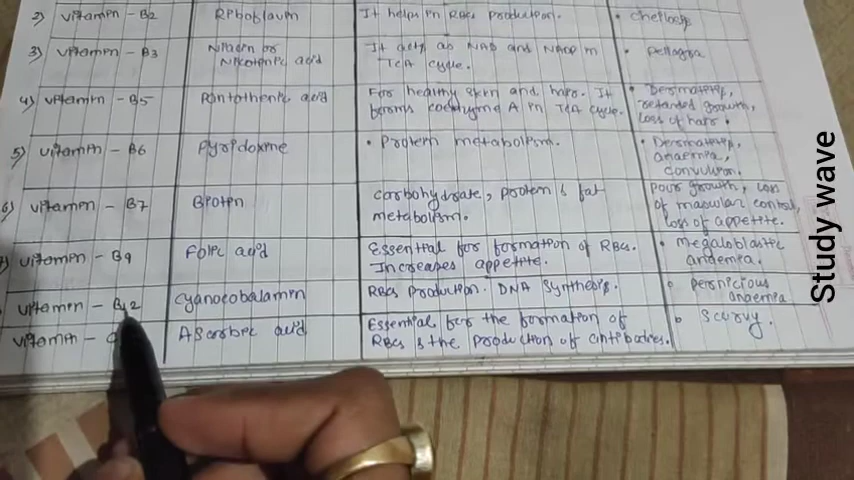 2) Vitamin - B2 Riboblavin It helps in RBCs production. • cheilosis
3) Vitamin - B3 Niacin or It acts as NAD and NADP in • pellagra
Nicotinic acid TCA cycle.
4) Vitamin - B5 Pantothenic acid For healthy skin and hair. It • Dermatitis,
forms coenzyme A in TCA cycle. retarded growth,
loss of hair.
5) Vitamin - B6 Pyridoxine • Protein metabolism. • Dermatitis,
anaemia,
convulsion.
6) Vitamin - B7 Biotin carbohydrate, protein & fat poor growth, loss
metabolism. of muscular control,
loss of appetite.
Vitamin - B9 Folic acid Essential for formation of RBCs. • megaloblastic
Increases appetite. anaemia.
Vitamin - B12 cyanocobalamin RBCs production. DNA synthesis. • pernicious
anaemia
Vitamin - Ascorbic acid Essential for the formation of • scurvy.
RBCs & the production of antibodies.
Study wave